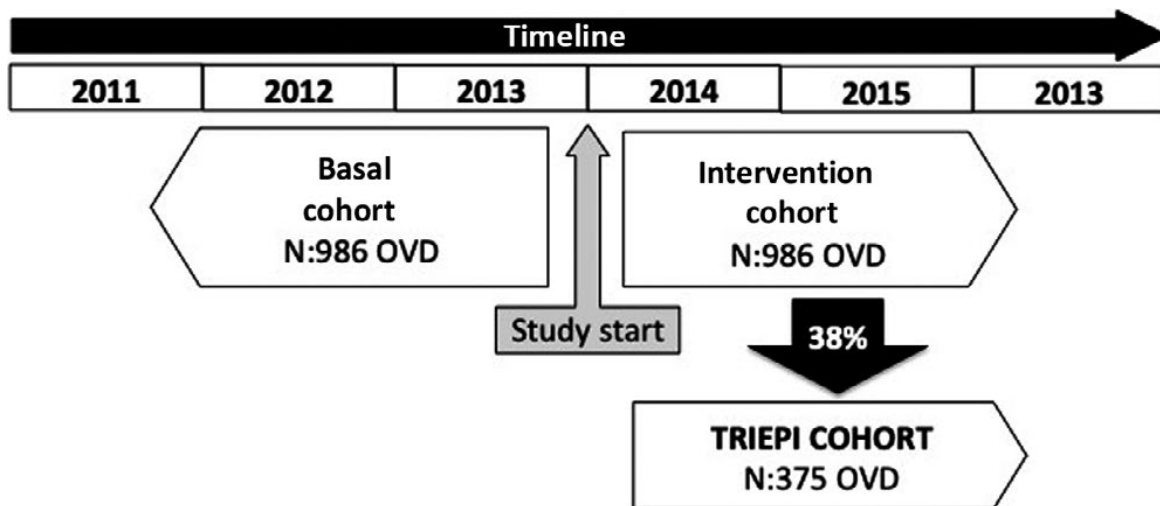 Timeline
2011 2012 2013 2014 2015 2013
Basal
cohort
N:986 OVD
Intervention
cohort
N:986 OVD
Study start
38%
TRIEPI COHORT
N:375 OVD